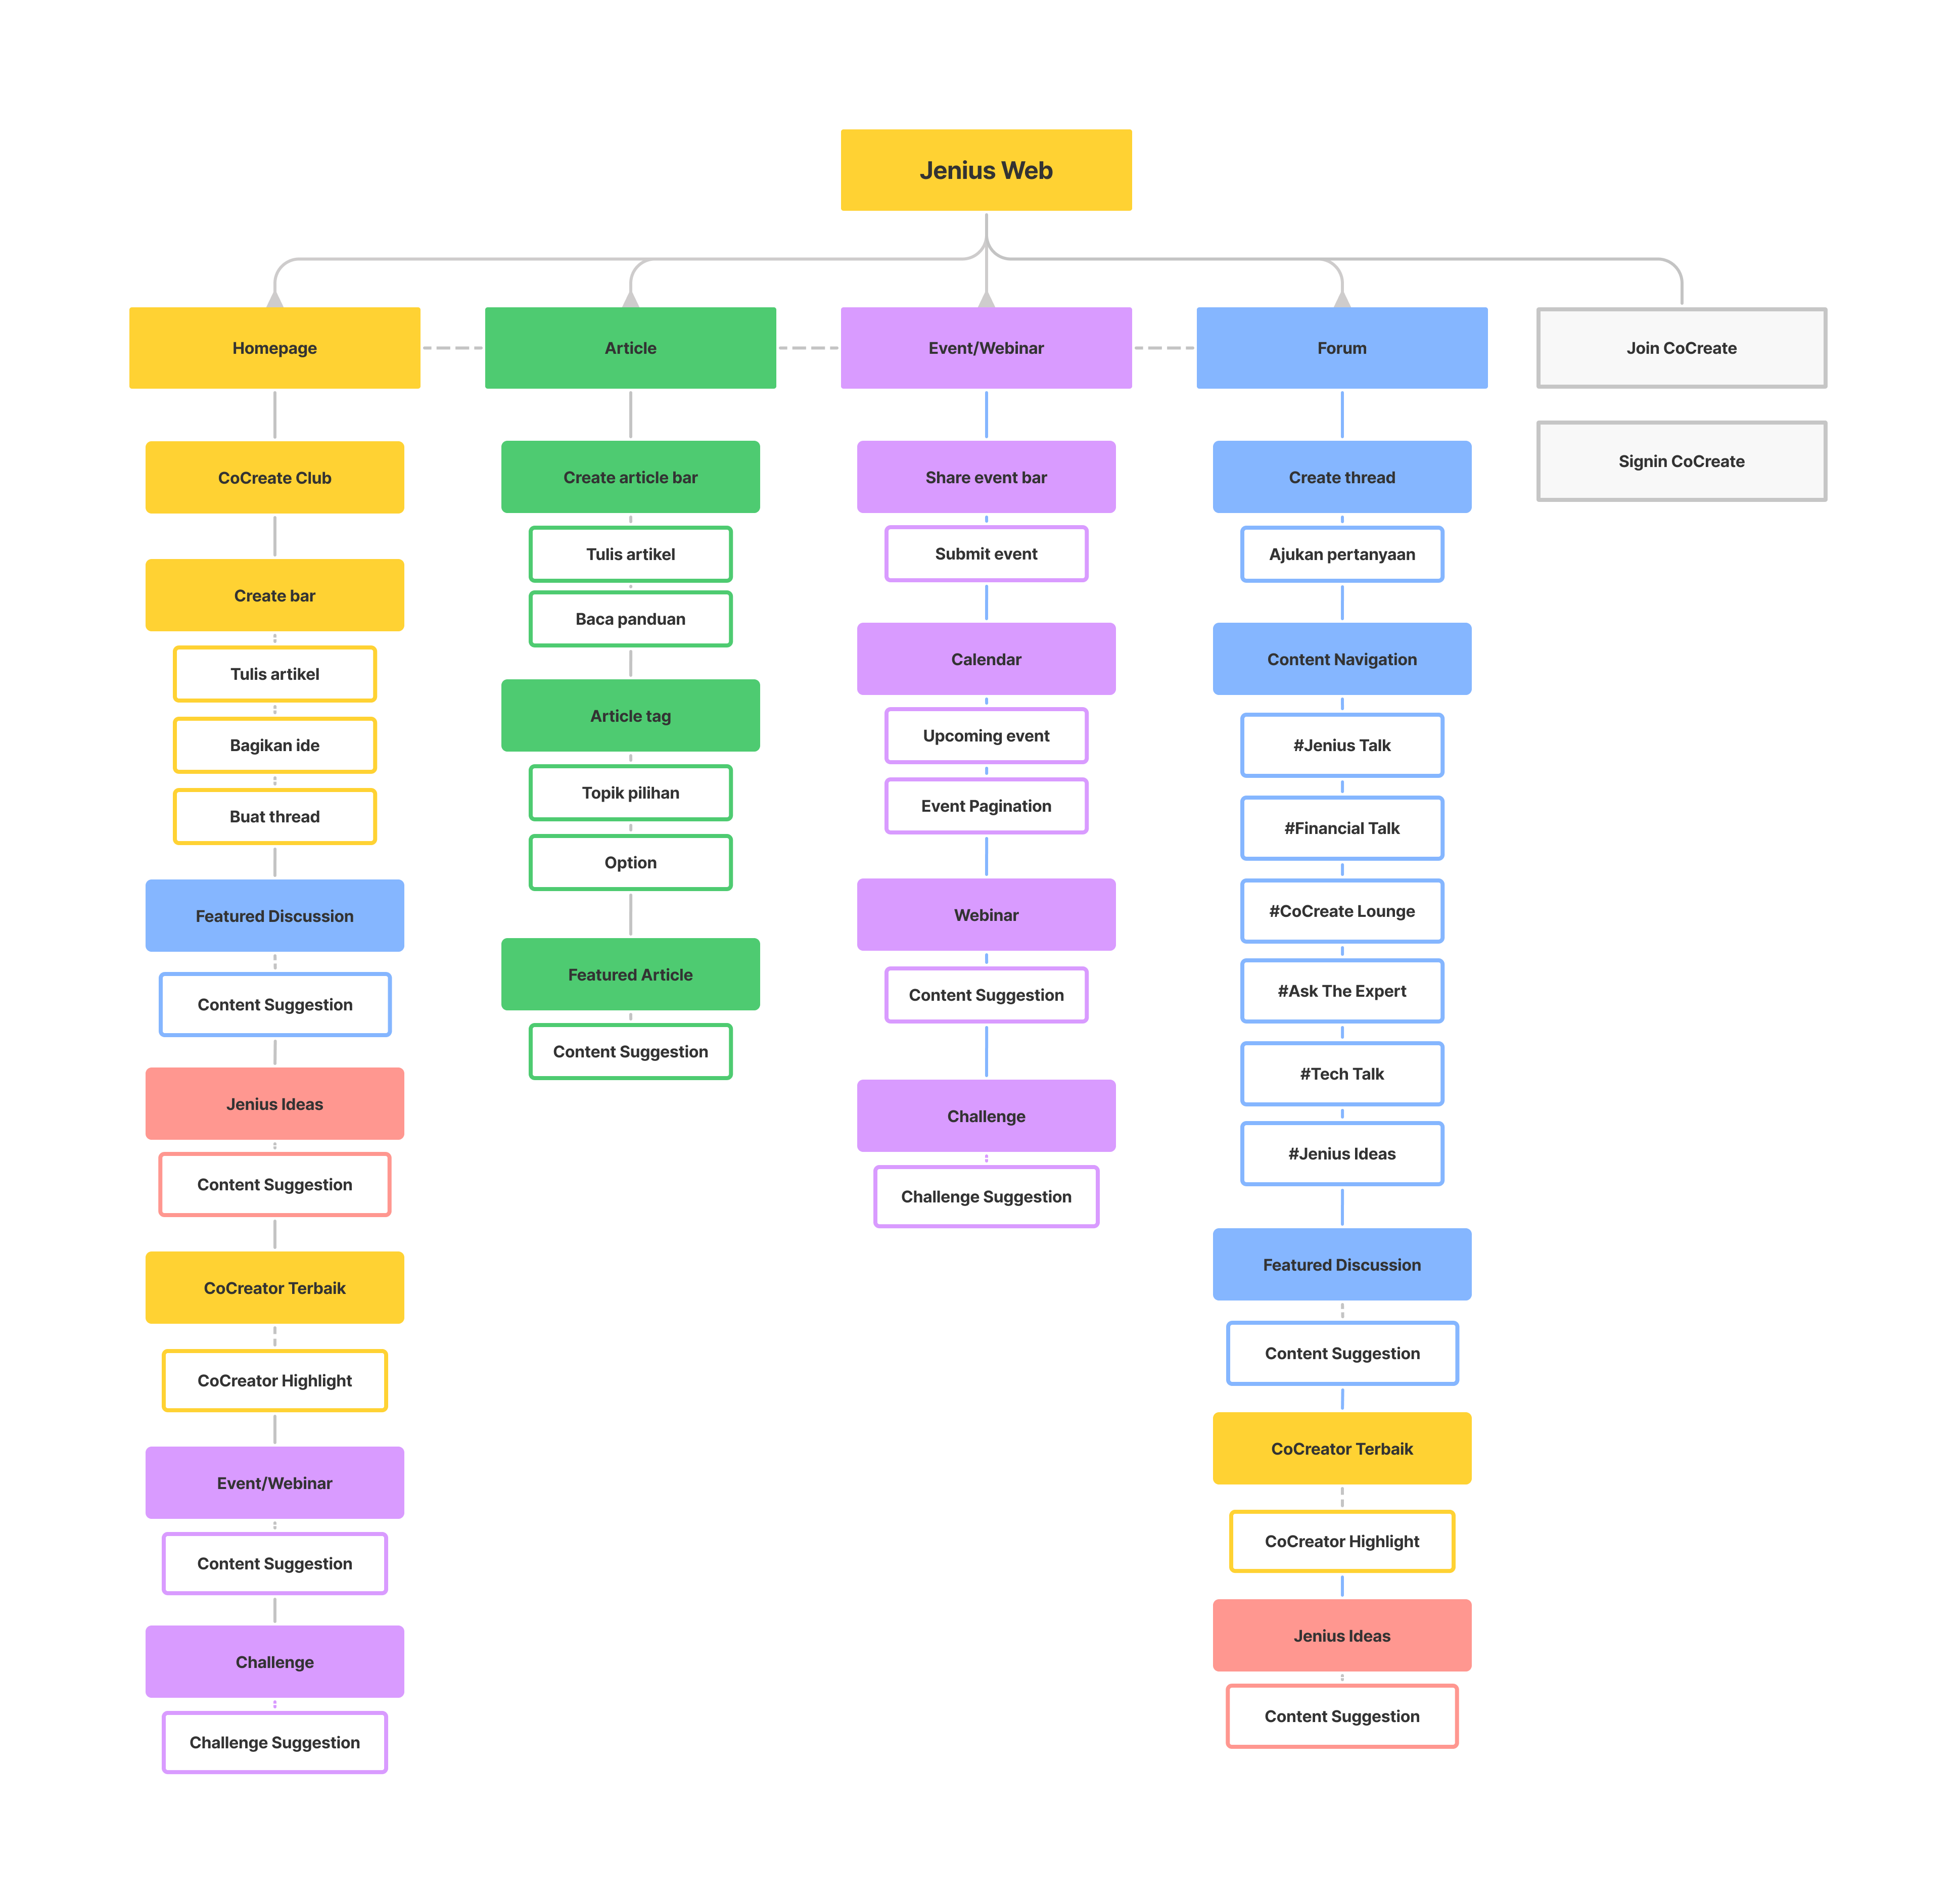 Jenius Web
Homepage
Article
Event/Webinar
Forum
Join CoCreate
Signin CoCreate
CoCreate Club
Create bar
Tulis artikel
Bagikan ide
Buat thread
Featured Discussion
Content Suggestion
Jenius Ideas
Content Suggestion
CoCreator Terbaik
CoCreator Highlight
Event/Webinar
Content Suggestion
Challenge
Challenge Suggestion
Create article bar
Tulis artikel
Baca panduan
Article tag
Topik pilihan
Option
Featured Article
Content Suggestion
Share event bar
Submit event
Calendar
Upcoming event
Event Pagination
Webinar
Content Suggestion
Challenge
Challenge Suggestion
Create thread
Ajukan pertanyaan
Content Navigation
#Jenius Talk
#Financial Talk
#CoCreate Lounge
#Ask The Expert
#Tech Talk
#Jenius Ideas
Featured Discussion
Content Suggestion
CoCreator Terbaik
CoCreator Highlight
Jenius Ideas
Content Suggestion